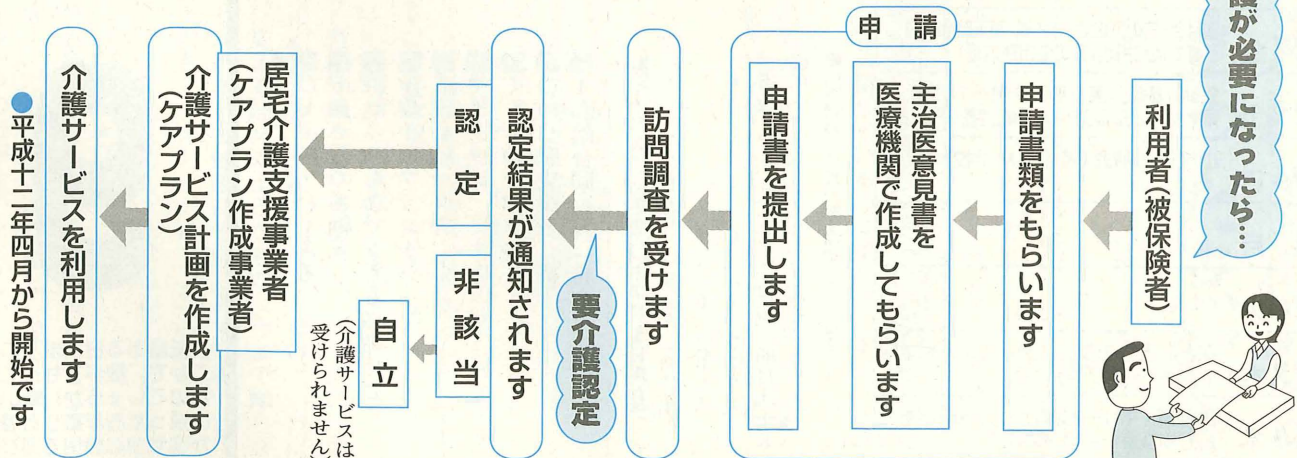 護が必要になったら…
利用者(被保険者)
申請
申請書類をもらいます
主治医意見書を
医療機関で作成してもらいます
申請書を提出します
訪問調査を受けます
要介護認定
認定結果が通知されます
認定
非該当
自立
(介護サービスは
受けられません)
居宅介護支援事業者
(ケアプラン作成事業者)
介護サービス計画を作成します
(ケアプラン)
介護サービスを利用します
●平成十二年四月から開始です